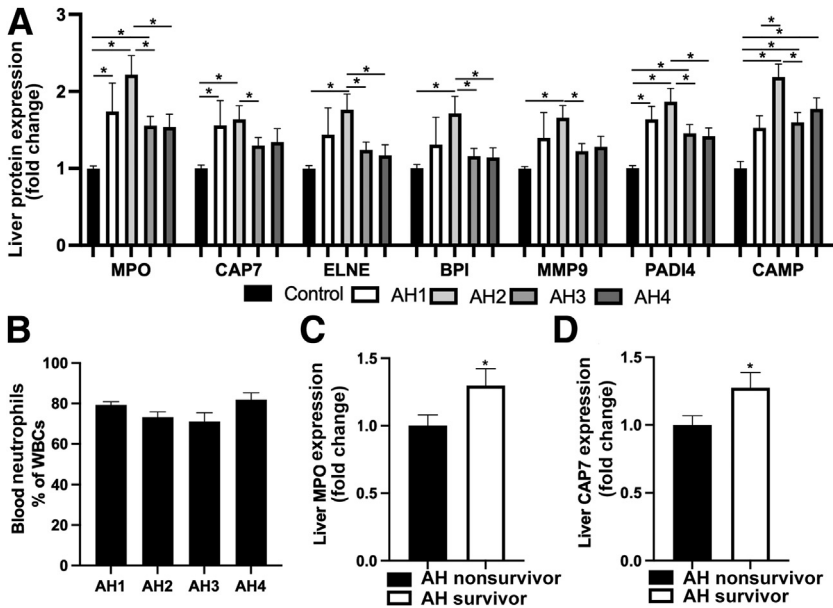 A
Liver protein expression
(fold change)
3
2
1
0
* * * * *
* * *
* * * *
* * *
* *
* * * * *
* * * * *
MPO CAP7 ELNE BPI MMP9 PADI4 CAMP
Control AH1 AH2 AH3 AH4
B
Blood neutrophils
% of WBCs
100
80
60
40
20
0
AH1 AH2 AH3 AH4
C
Liver MPO expression
(fold change)
1.5
1.0
0.5
0.0
*
AH nonsurvivor
AH survivor
D
Liver CAP7 expression
(fold change)
1.5
1.0
0.5
0.0
*
AH nonsurvivor
AH survivor